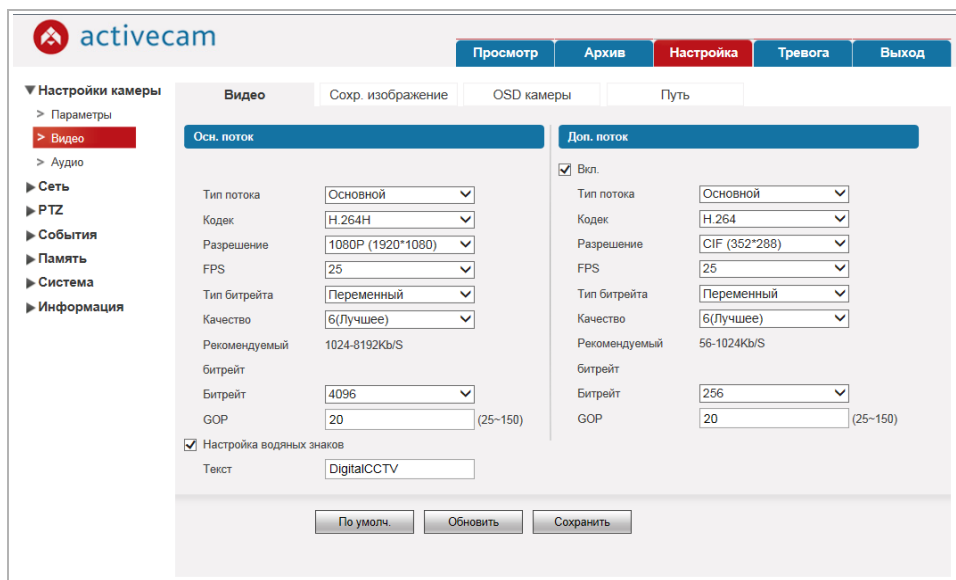 activecam
Просмотр Архив Настройка Тревога Выход
Настройки камеры
> Параметры
> Видео
> Аудио
Сеть
PTZ
События
Память
Система
Информация
Видео Сохр. изображение OSD камеры Путь
Осн. поток
Тип потока Основной
Кодек H.264H
Разрешение 1080P (1920*1080)
FPS 25
Тип битрейта Переменный
Качество 6(Лучшее)
Рекомендуемый 1024-8192Kb/S
битрейт
Битрейт 4096
GOP 20 (25~150)
Настройка водяных знаков
Текст DigitalCCTV
Доп. поток
Вкл.
Тип потока Основной
Кодек H.264
Разрешение CIF (352*288)
FPS 25
Тип битрейта Переменный
Качество 6(Лучшее)
Рекомендуемый 56-1024Kb/S
битрейт
Битрейт 256
GOP 20 (25~150)
По умолч. Обновить Сохранить